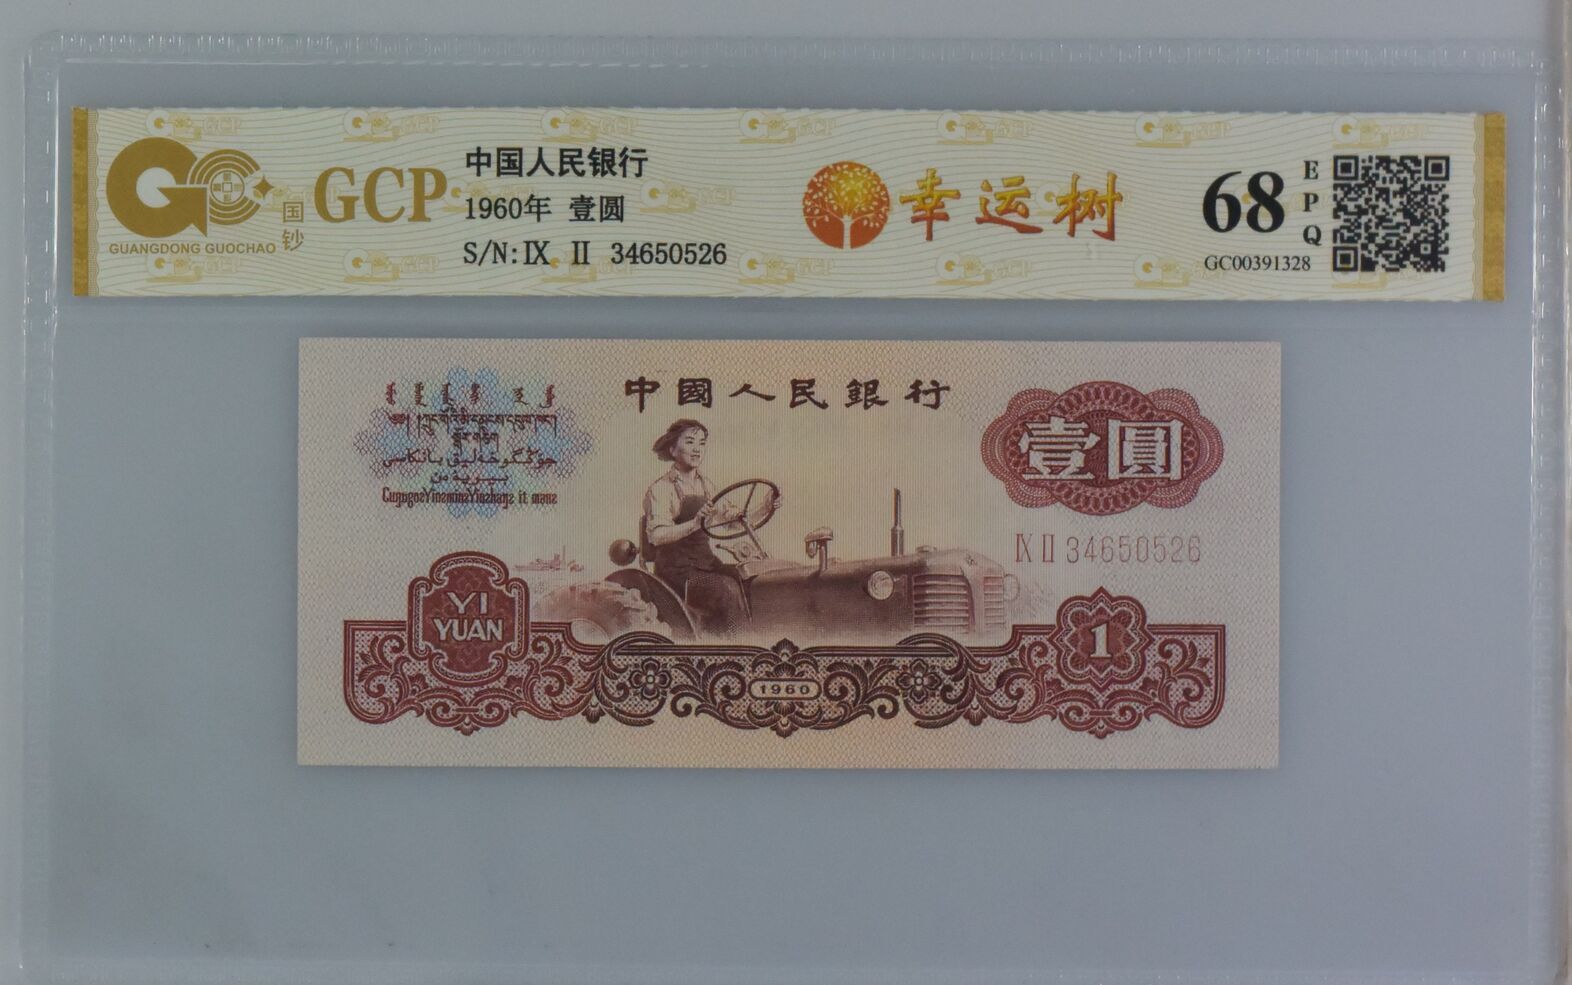 GCP
国钞
GUANGDONG GUOCHAO
中国人民银行
1960年 壹圆
S/N: IX II 34650526
幸运树
68
EPQ
GC00391328
中國人民銀行
壹圓
IX II 34650526
YI
YUAN
1960
1